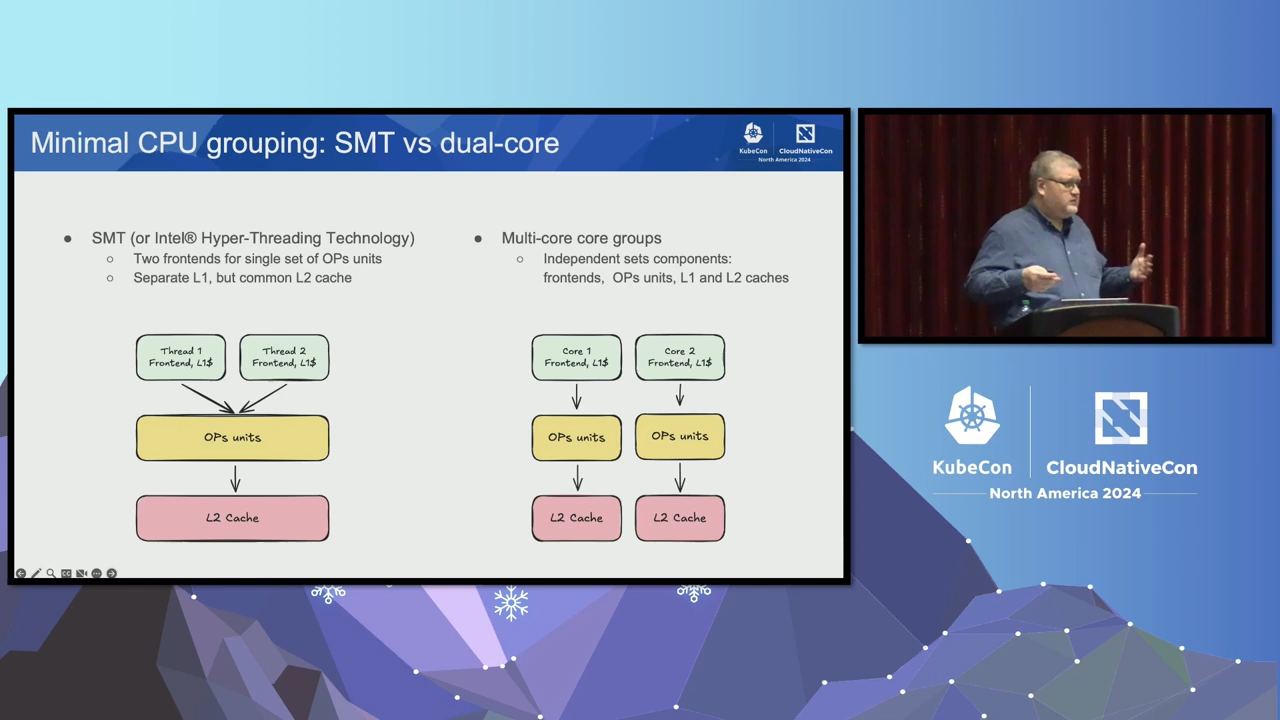 Minimal CPU grouping: SMT vs dual-core
KubeCon
CloudNativeCon
North America 2024
● SMT (or Intel® Hyper-Threading Technology)
○ Two frontends for single set of OPs units
○ Separate L1, but common L2 cache
● Multi-core core groups
○ Independent sets components:
frontends, OPs units, L1 and L2 caches
Thread 1
Frontend, L1$
Thread 2
Frontend, L1$
OPs units
L2 Cache
Core 1
Frontend, L1$
Core 2
Frontend, L1$
OPs units
OPs units
L2 Cache
L2 Cache
KubeCon
CloudNativeCon
North America 2024